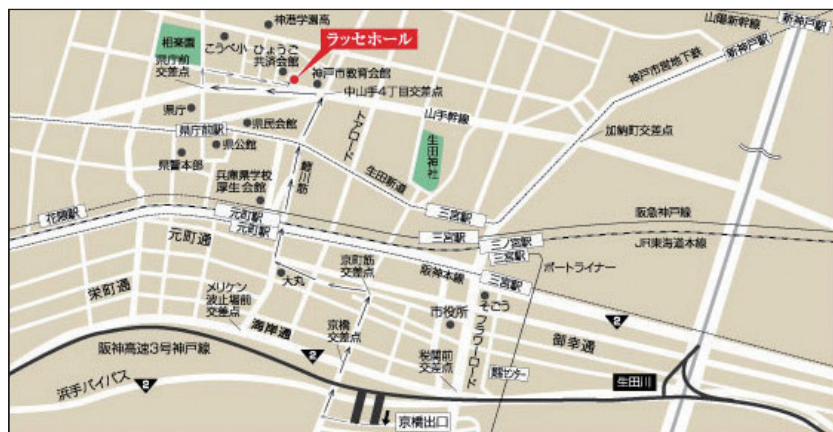 神港学園高
山陽新幹線
新神戸駅
相楽園
こうべ小
ひょうご
共済会館
ラッセホール
新神戸駅
県庁前
交差点
神戸市教育会館
神戸市営地下鉄
中山手4丁目交差点
県庁
県民会館
山手幹線
県庁前駅
県公館
トアロード
加納町交差点
県警本部
生田神社
鯉川筋
生田新道
兵庫県学校
厚生会館
花隈駅
元町駅
元町駅
三宮駅
阪急神戸線
三宮駅
三ノ宮駅
JR東海道本線
元町通
京町筋
交差点
三宮駅
ポートライナー
阪神本線
三宮駅
大丸
栄町通
メリケン
波止場前
交差点
そごう
市役所
海岸通
京橋
交差点
フラワーロード
2
御幸通
阪神高速3号神戸線
2
税関前
交差点
浜手バイパス
2
センター
生田川
京橋出口